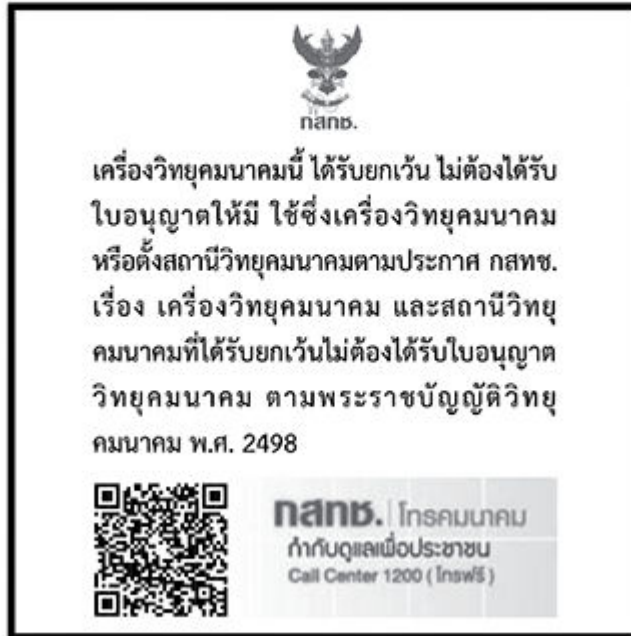 กสทช.
เครื่องวิทยุคมนาคมนี้ ได้รับยกเว้น ไม่ต้องได้รับ
ใบอนุญาตให้มี ใช้ซึ่งเครื่องวิทยุคมนาคม
หรือตั้งสถานีวิทยุคมนาคมตามประกาศ กสทช.
เรื่อง เครื่องวิทยุคมนาคม และสถานีวิทยุ
คมนาคมที่ได้รับยกเว้นไม่ต้องได้รับใบอนุญาต
วิทยุคมนาคม ตามพระราชบัญญัติวิทยุ
คมนาคม พ.ศ. 2498
กสทช. | โทรคมนาคม
กำกับดูแลเพื่อประชาชน
Call Center 1200 ( โทรฟรี )